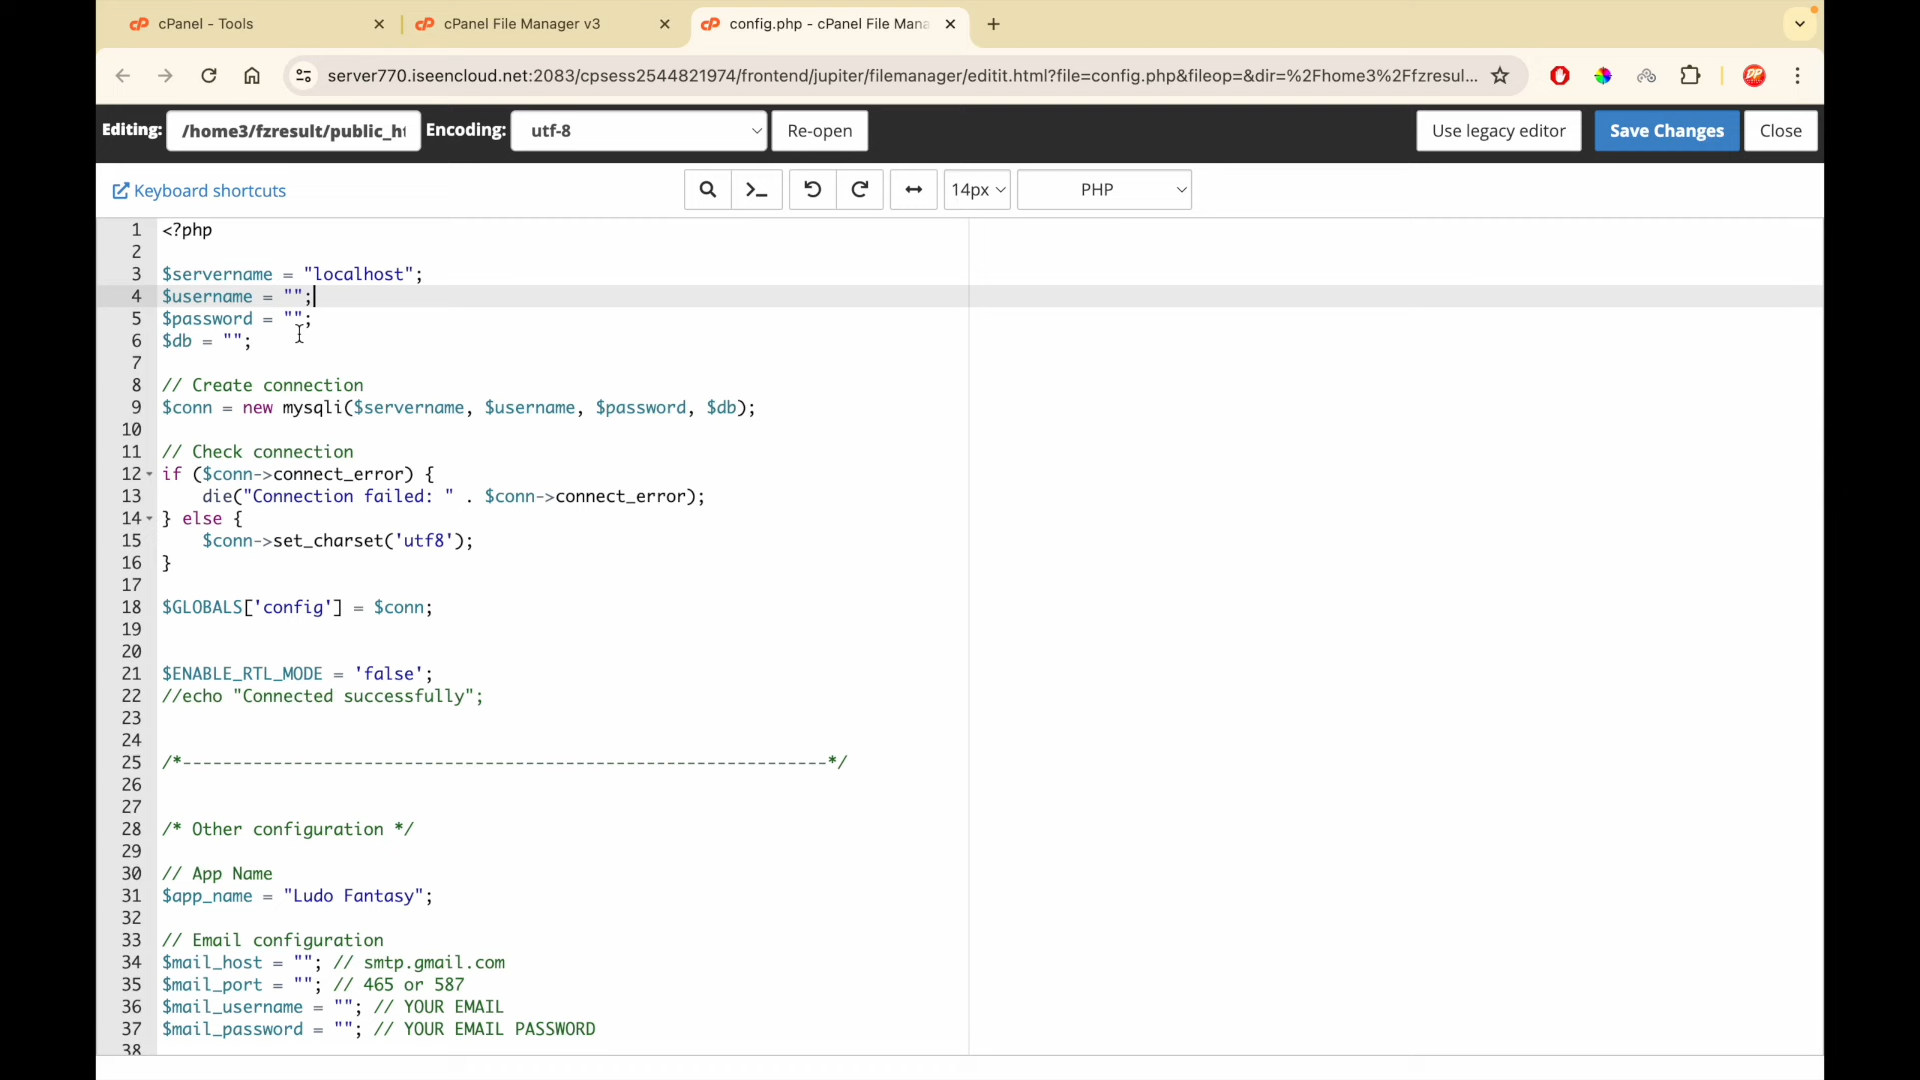 cPanel - Tools
cPanel File Manager v3
config.php - cPanel File Mana
server770.iseencloud.net:2083/cpsess2544821974/frontend/jupiter/filemanager/editit.html?file=config.php&fileop=&dir=%2Fhome3%2Ffzresul...
Editing: /home3/fzresult/public_ht Encoding: utf-8 Re-open Use legacy editor Save Changes Close
Keyboard shortcuts 14px PHP
1 <?php
2
3 $servername = "localhost";
4 $username = "";
5 $password = "";
6 $db = "";
7
8 // Create connection
9 $conn = new mysqli($servername, $username, $password, $db);
10
11 // Check connection
12 if ($conn->connect_error) {
13     die("Connection failed: " . $conn->connect_error);
14 } else {
15     $conn->set_charset('utf8');
16 }
17
18 $GLOBALS['config'] = $conn;
19
20
21 $ENABLE_RTL_MODE = 'false';
22 //echo "Connected successfully";
23
24
25 /*----------------------------------------------------------------*/
26
27
28 /* Other configuration */
29
30 // App Name
31 $app_name = "Ludo Fantasy";
32
33 // Email configuration
34 $mail_host = ""; // smtp.gmail.com
35 $mail_port = ""; // 465 or 587
36 $mail_username = ""; // YOUR EMAIL
37 $mail_password = ""; // YOUR EMAIL PASSWORD
38